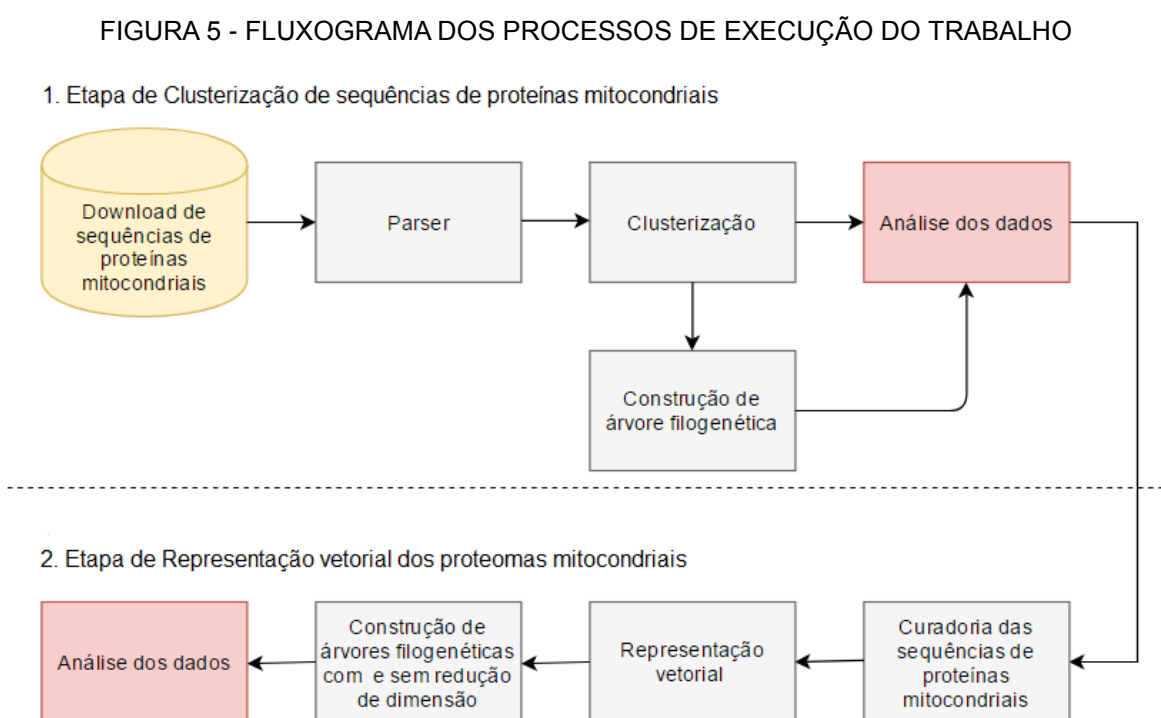 FIGURA 5 - FLUXOGRAMA DOS PROCESSOS DE EXECUÇÃO DO TRABALHO
1. Etapa de Clusterização de sequências de proteínas mitocondriais
Download de
sequências de
proteínas
mitocondriais
Parser
Clusterização
Análise dos dados
Construção de
árvore filogenética
2. Etapa de Representação vetorial dos proteomas mitocondriais
Análise dos dados
Construção de
árvores filogenéticas
com e sem redução
de dimensão
Representação
vetorial
Curadoria das
sequências de
proteínas
mitocondriais